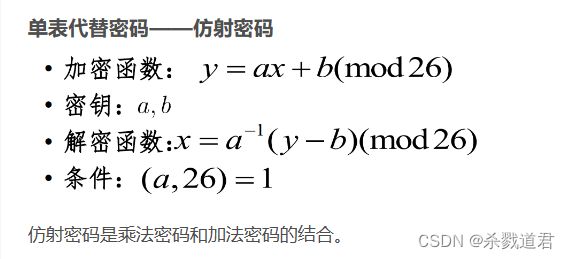 单表代替密码——仿射密码
• 加密函数： y = ax + b(mod 26)
• 密钥：a, b
• 解密函数:x = a⁻¹(y − b)(mod 26)
• 条件：(a,26) = 1
仿射密码是乘法密码和加法密码的结合。
CSDN @杀戮道君